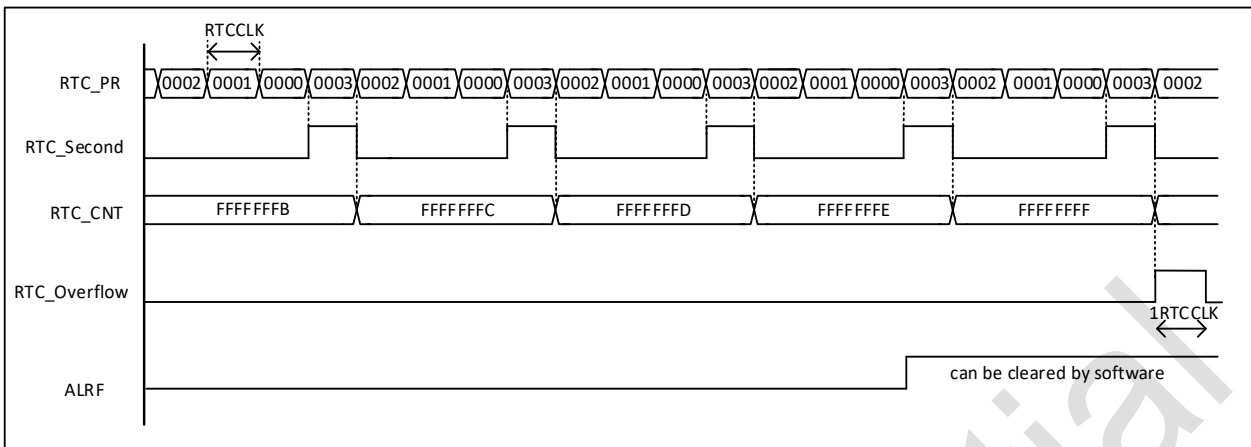 RTCCLK
RTC_PR 0002 0001 0000 0003 0002 0001 0000 0003 0002 0001 0000 0003 0002 0001 0000 0003 0002 0001 0000 0003 0002
RTC_Second
RTC_CNT FFFFFFFB FFFFFFFC FFFFFFFD FFFFFFFE FFFFFFFF
RTC_Overflow
1RTCCLK
can be cleared by software
ALRF